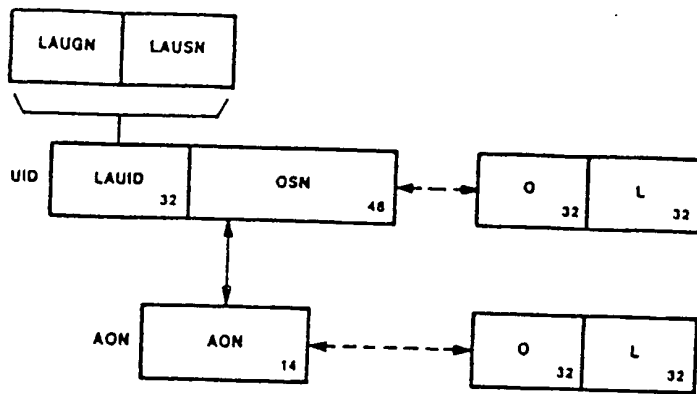 LAUGN LAUSN
UID LAUID 32 OSN 48 O 32 L 32
AON AON 14 O 32 L 32